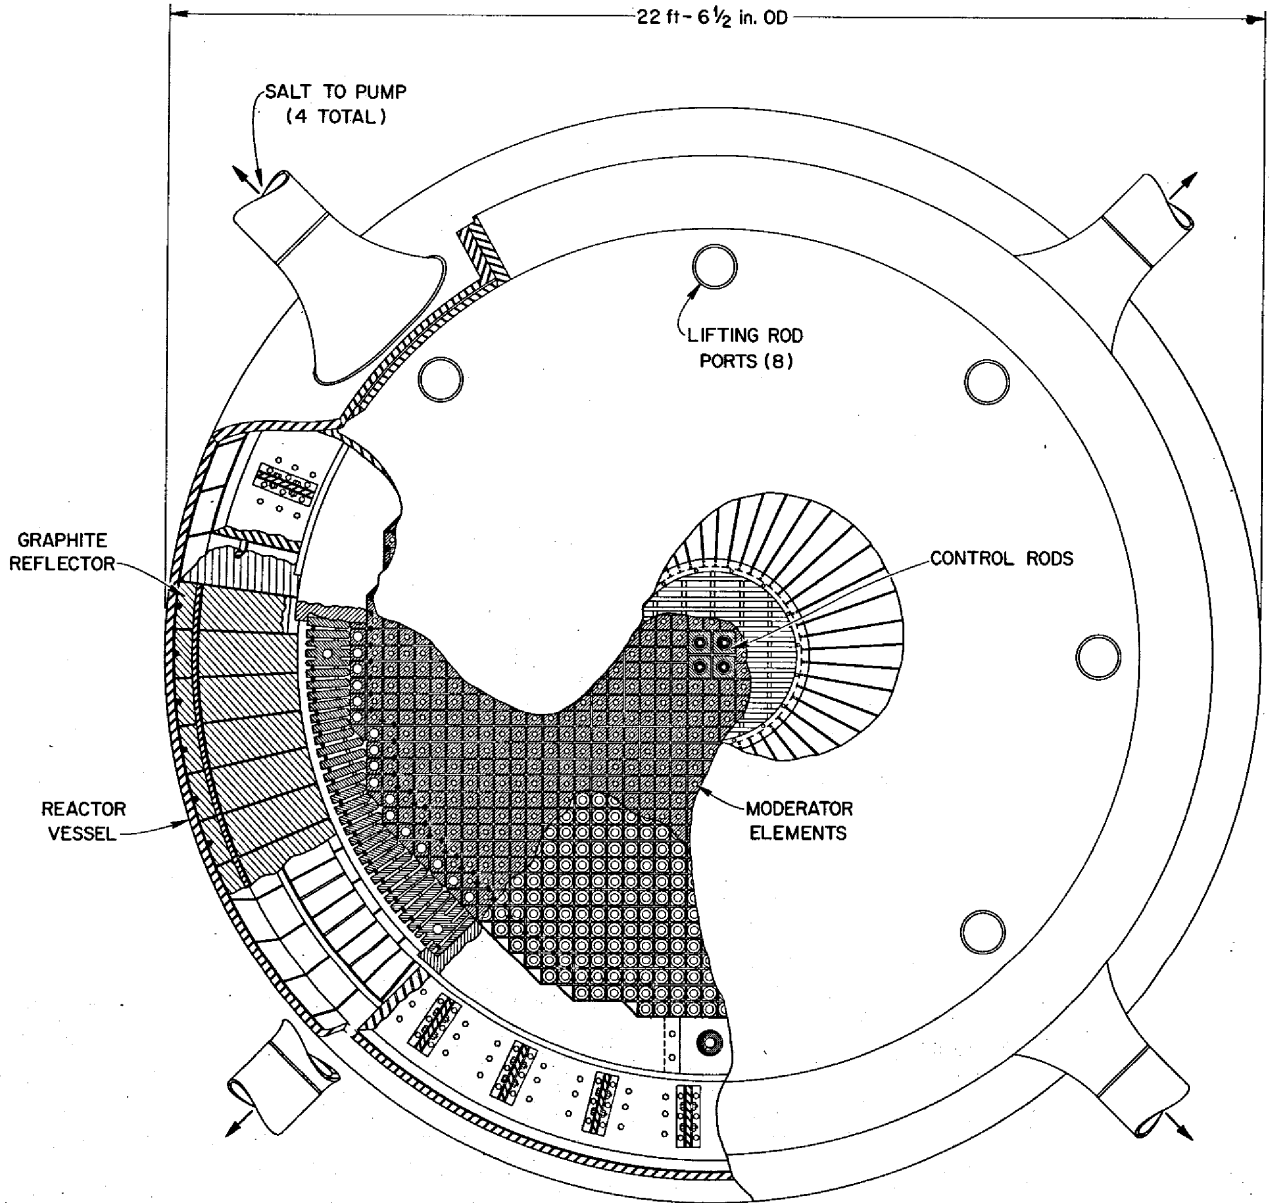 22 ft - 6 1/2 in. OD
SALT TO PUMP
(4 TOTAL)
LIFTING ROD
PORTS (8)
GRAPHITE
REFLECTOR
CONTROL RODS
REACTOR
VESSEL
MODERATOR
ELEMENTS